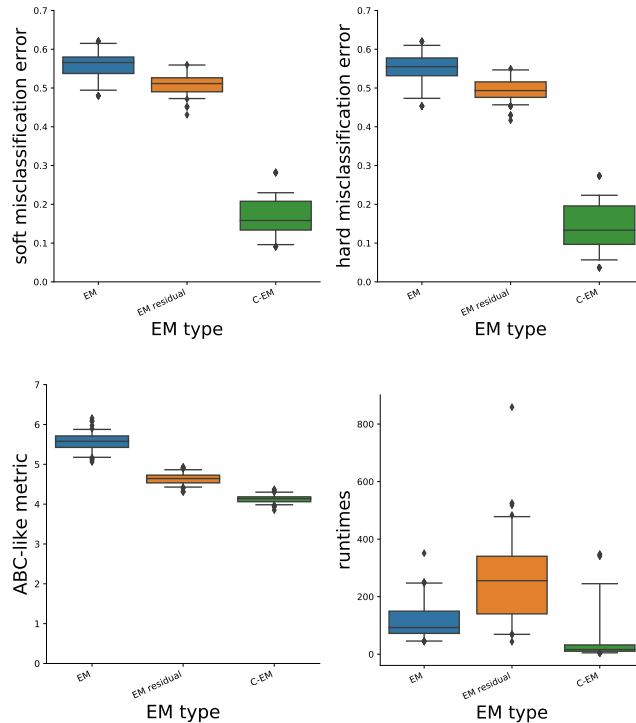 0.7
0.6
0.5
0.4
0.3
0.2
0.1
0.0
soft misclassification error
EM
EM residual
C-EM
EM type
0.7
0.6
0.5
0.4
0.3
0.2
0.1
0.0
hard misclassification error
EM
EM residual
C-EM
EM type
7
6
5
4
3
2
1
0
ABC-like metric
EM
EM residual
C-EM
EM type
800
600
400
200
0
runtimes
EM
EM residual
C-EM
EM type